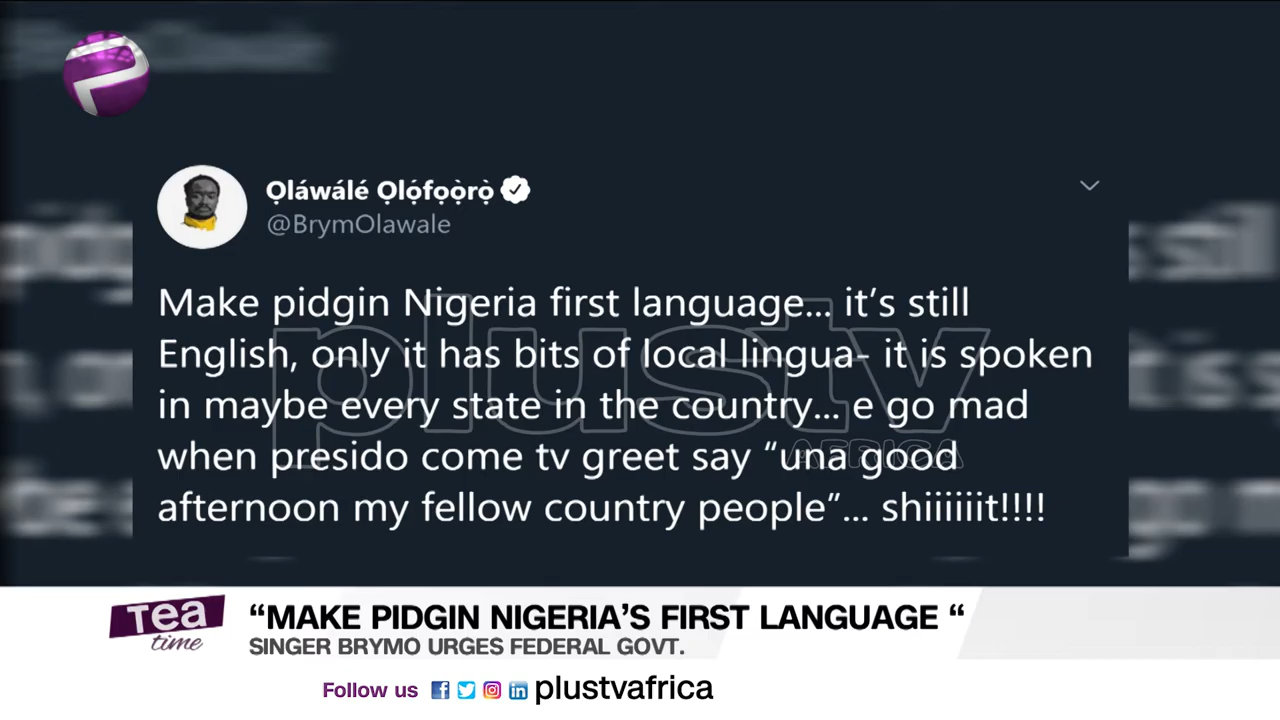 Ọláwálé Ọlọ́fọ̣̀rọ̀
@BrymOlawale
Make pidgin Nigeria first language... it’s still
English, only it has bits of local lingua- it is spoken
in maybe every state in the country... e go mad
when presido come tv greet say “una good
afternoon my fellow country people”... shiiiiiit!!!!
plustv
AFRICA
Tea
time
“MAKE PIDGIN NIGERIA’S FIRST LANGUAGE “
SINGER BRYMO URGES FEDERAL GOVT.
Follow us plustvafrica